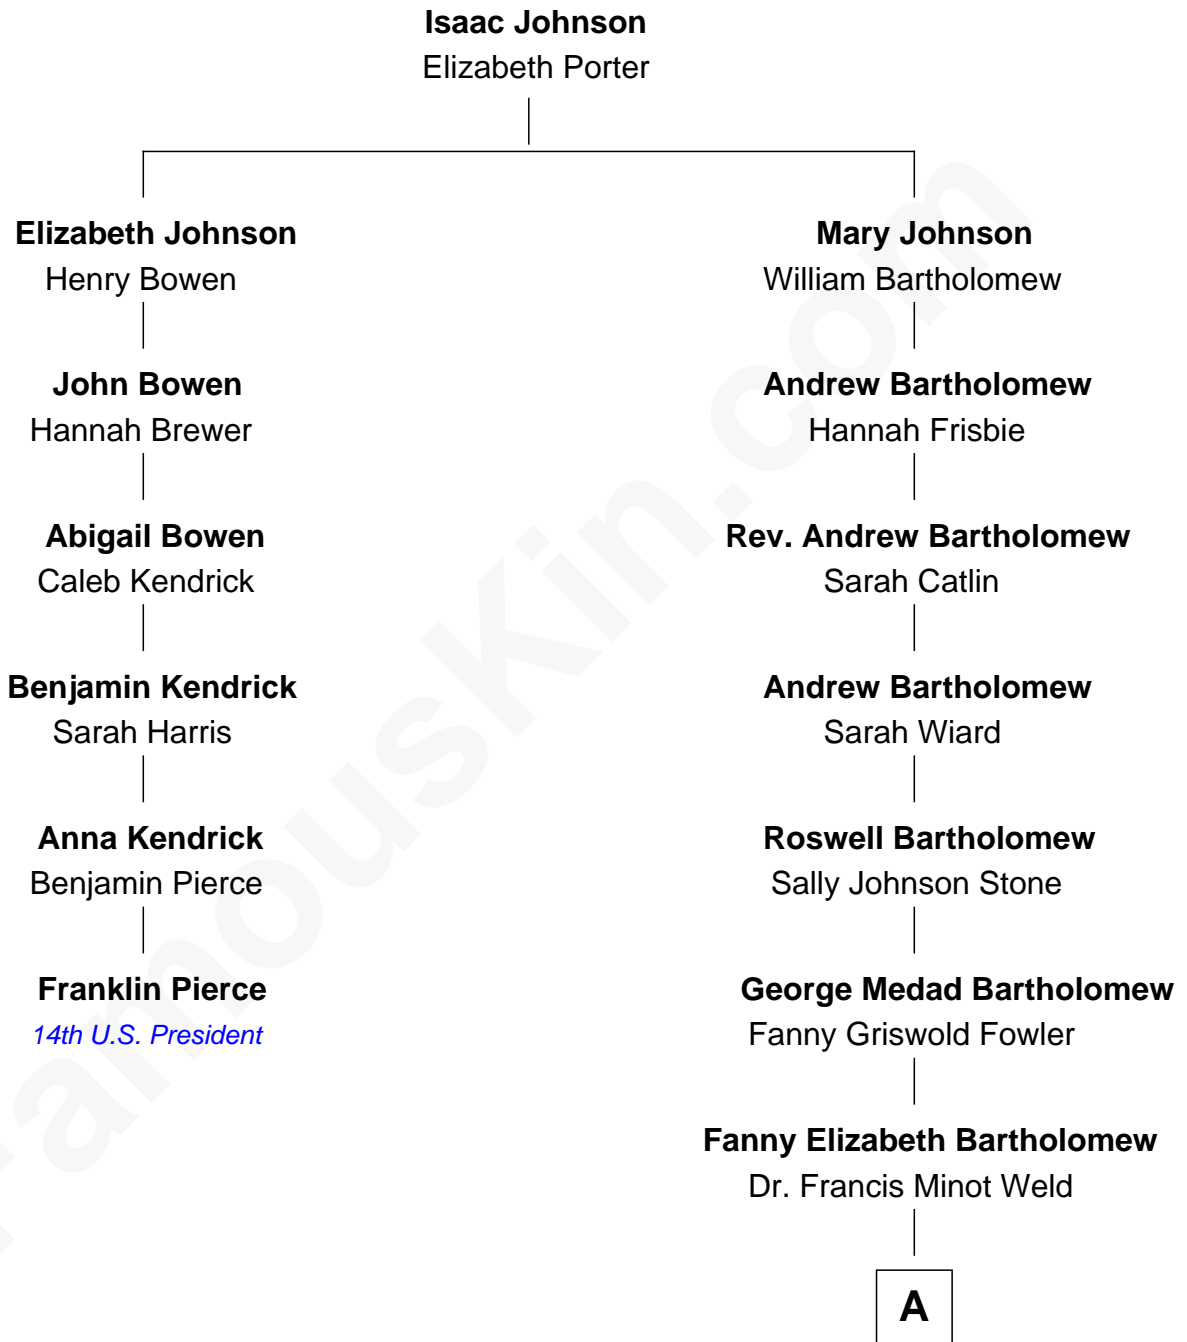 Isaac Johnson
Elizabeth Porter
Elizabeth Johnson
Henry Bowen
John Bowen
Hannah Brewer
Abigail Bowen
Caleb Kendrick
Benjamin Kendrick
Sarah Harris
Anna Kendrick
Benjamin Pierce
Franklin Pierce
14th U.S. President
Mary Johnson
William Bartholomew
Andrew Bartholomew
Hannah Frisbie
Rev. Andrew Bartholomew
Sarah Catlin
Andrew Bartholomew
Sarah Wiard
Roswell Bartholomew
Sally Johnson Stone
George Medad Bartholomew
Fanny Griswold Fowler
Fanny Elizabeth Bartholomew
Dr. Francis Minot Weld
A
FamousKin.com